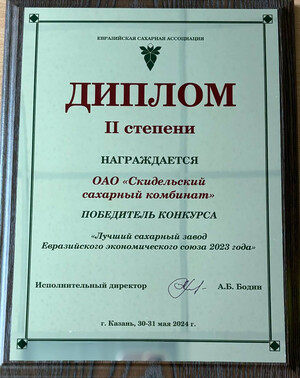 ЕВРАЗИЙСКАЯ САХАРНАЯ АССОЦИАЦИЯ
ДИПЛОМ
II степени
НАГРАЖДАЕТСЯ
ОАО «Скидельский
сахарный комбинат»
ПОБЕДИТЕЛЬ КОНКУРСА
«Лучший сахарный завод
Евразийского экономического союза 2023 года»
Исполнительный директор А.Б. Бодин
г. Казань, 30-31 мая 2024 г.